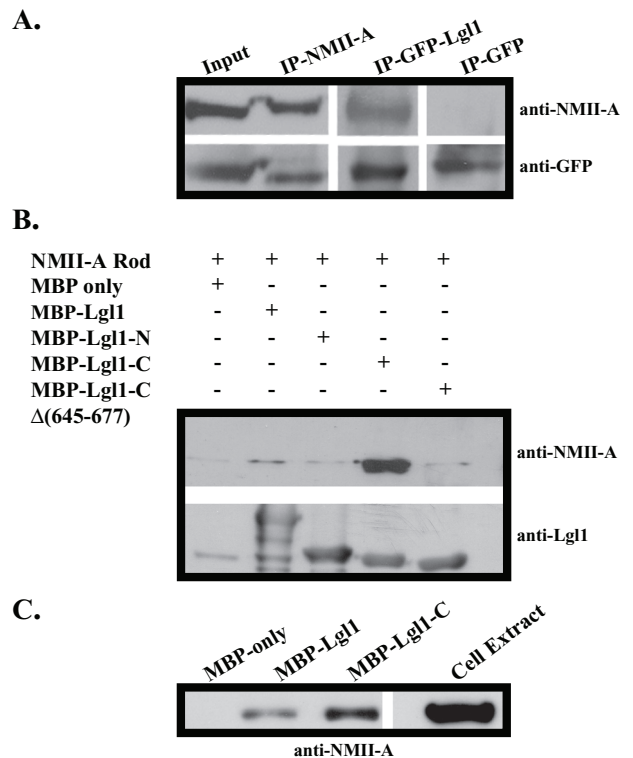 A.
Input IP-NMII-A IP-GFP-Lgl1 IP-GFP
anti-NMII-A
anti-GFP
B.
NMII-A Rod + + + + +
MBP only + - - - -
MBP-Lgl1 - + - - -
MBP-Lgl1-N - - + - -
MBP-Lgl1-C - - - + -
MBP-Lgl1-C - - - - +
Δ(645-677)
anti-NMII-A
anti-Lgl1
C.
MBP-only MBP-Lgl1 MBP-Lgl1-C Cell Extract
anti-NMII-A